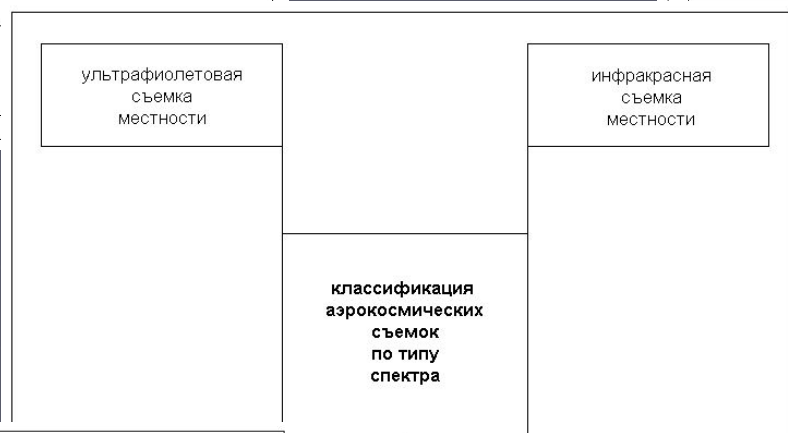 ультрафиолетовая
съемка
местности
инфракрасная
съемка
местности
классификация
аэрокосмических
съемок
по типу
спектра